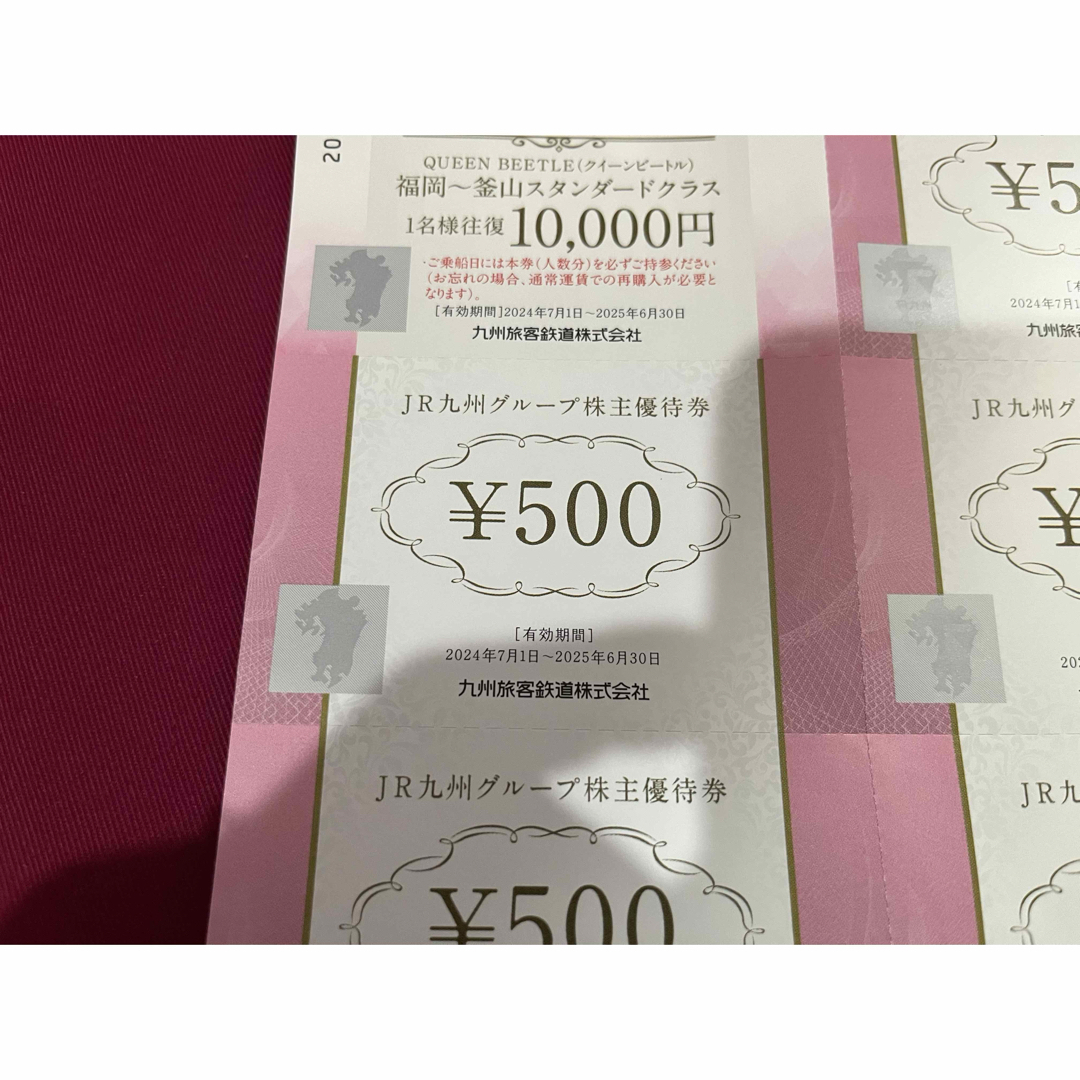 20
QUEEN BEETLE(クイーンビートル)
福岡～釜山スタンダードクラス
1名様往復10,000円
・ご乗船日には本券(人数分)を必ずご持参ください
(お忘れの場合、通常運賃での再購入が必要と
なります)。
[有効期間]2024年7月1日～2025年6月30日
九州旅客鉄道株式会社
JR九州グループ株主優待券
¥500
[有効期間]
2024年7月1日～2025年6月30日
九州旅客鉄道株式会社
JR九州グループ株主優待券
¥500
¥5
[有
2024年7月1
九州旅客
JR九州グ
¥
202
JR九